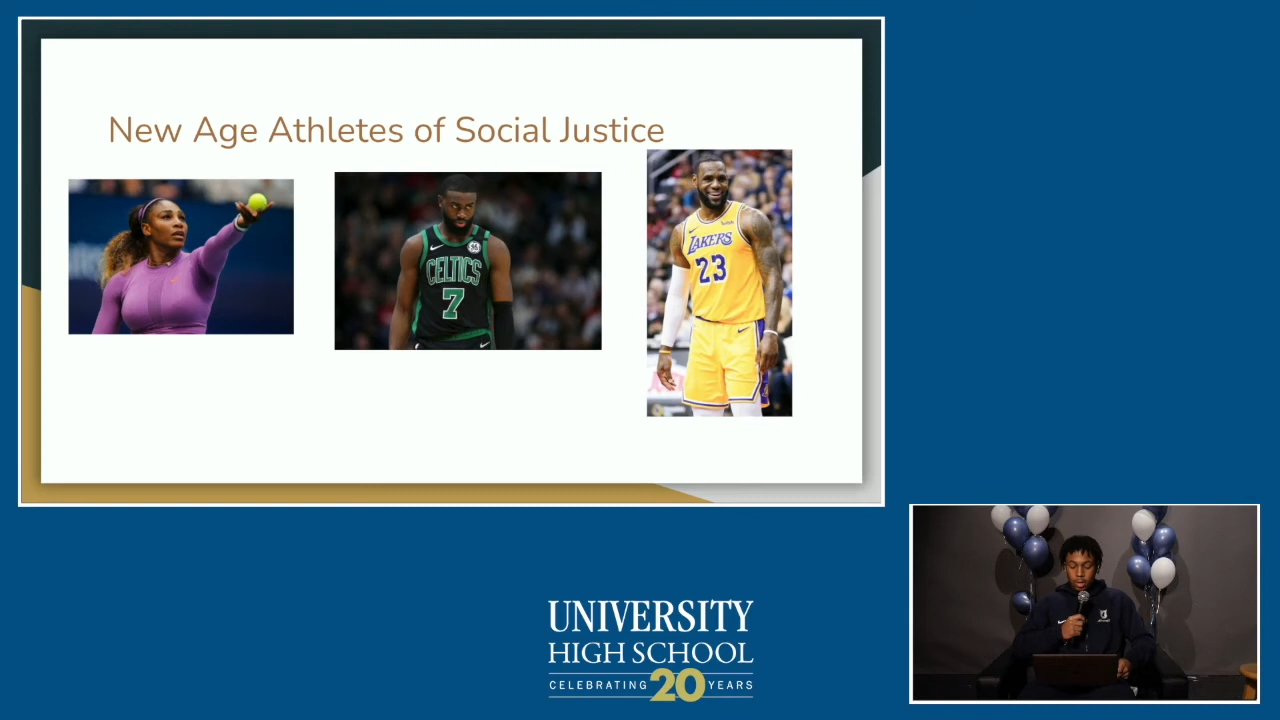 New Age Athletes of Social Justice
CELTICS
7
LAKERS
23
UNIVERSITY
HIGH SCHOOL
CELEBRATING 20 YEARS